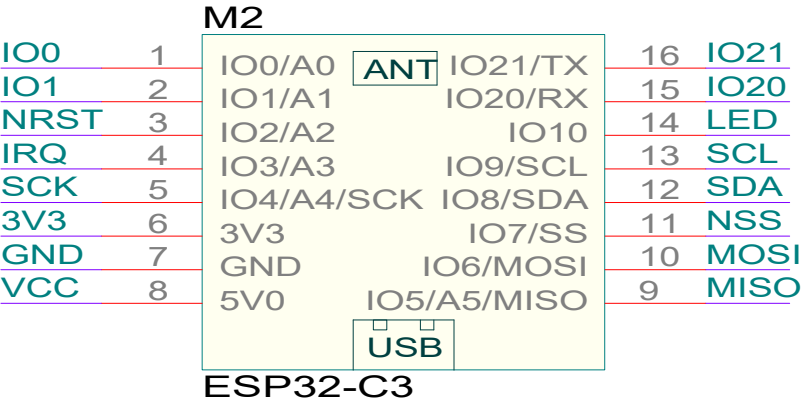 M2
IO0 1 IO0/A0 ANT IO21/TX 16 IO21
IO1 2 IO1/A1 IO20/RX 15 IO20
NRST 3 IO2/A2 IO10 14 LED
IRQ 4 IO3/A3 IO9/SCL 13 SCL
SCK 5 IO4/A4/SCK IO8/SDA 12 SDA
3V3 6 3V3 IO7/SS 11 NSS
GND 7 GND IO6/MOSI 10 MOSI
VCC 8 5V0 IO5/A5/MISO 9 MISO
USB
ESP32-C3